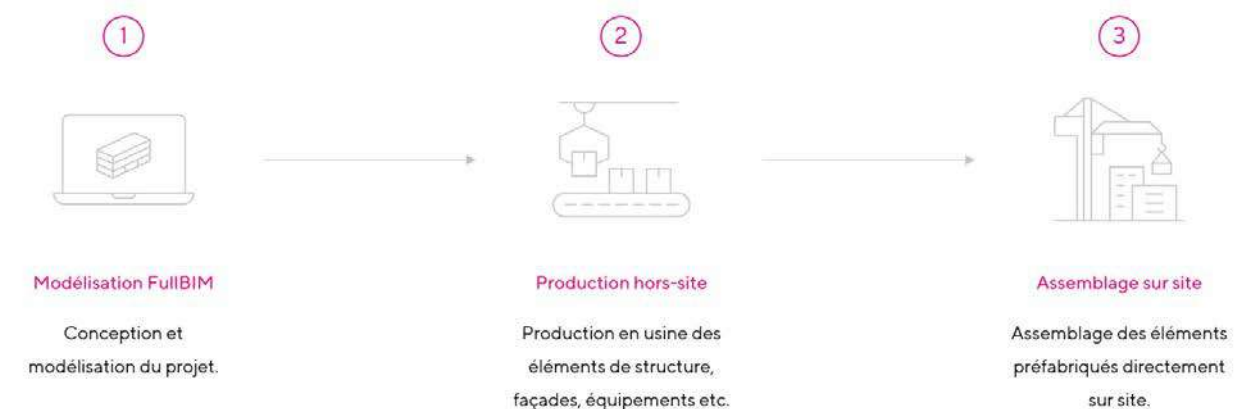 1
2
3
Modélisation FullBIM
Conception et
modélisation du projet.
Production hors-site
Production en usine des
éléments de structure,
façades, équipements etc.
Assemblage sur site
Assemblage des éléments
préfabriqués directement
sur site.